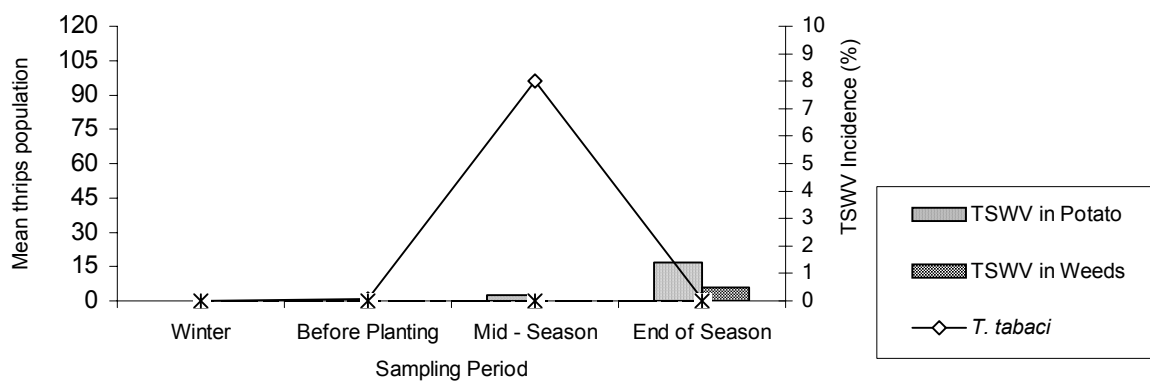 120
105
90
75
60
45
30
15
0
Mean thrips population
10
9
8
7
6
5
4
3
2
1
0
TSWV Incidence (%)
Winter
Before Planting
Mid - Season
End of Season
Sampling Period
TSWV in Potato
TSWV in Weeds
T. tabaci